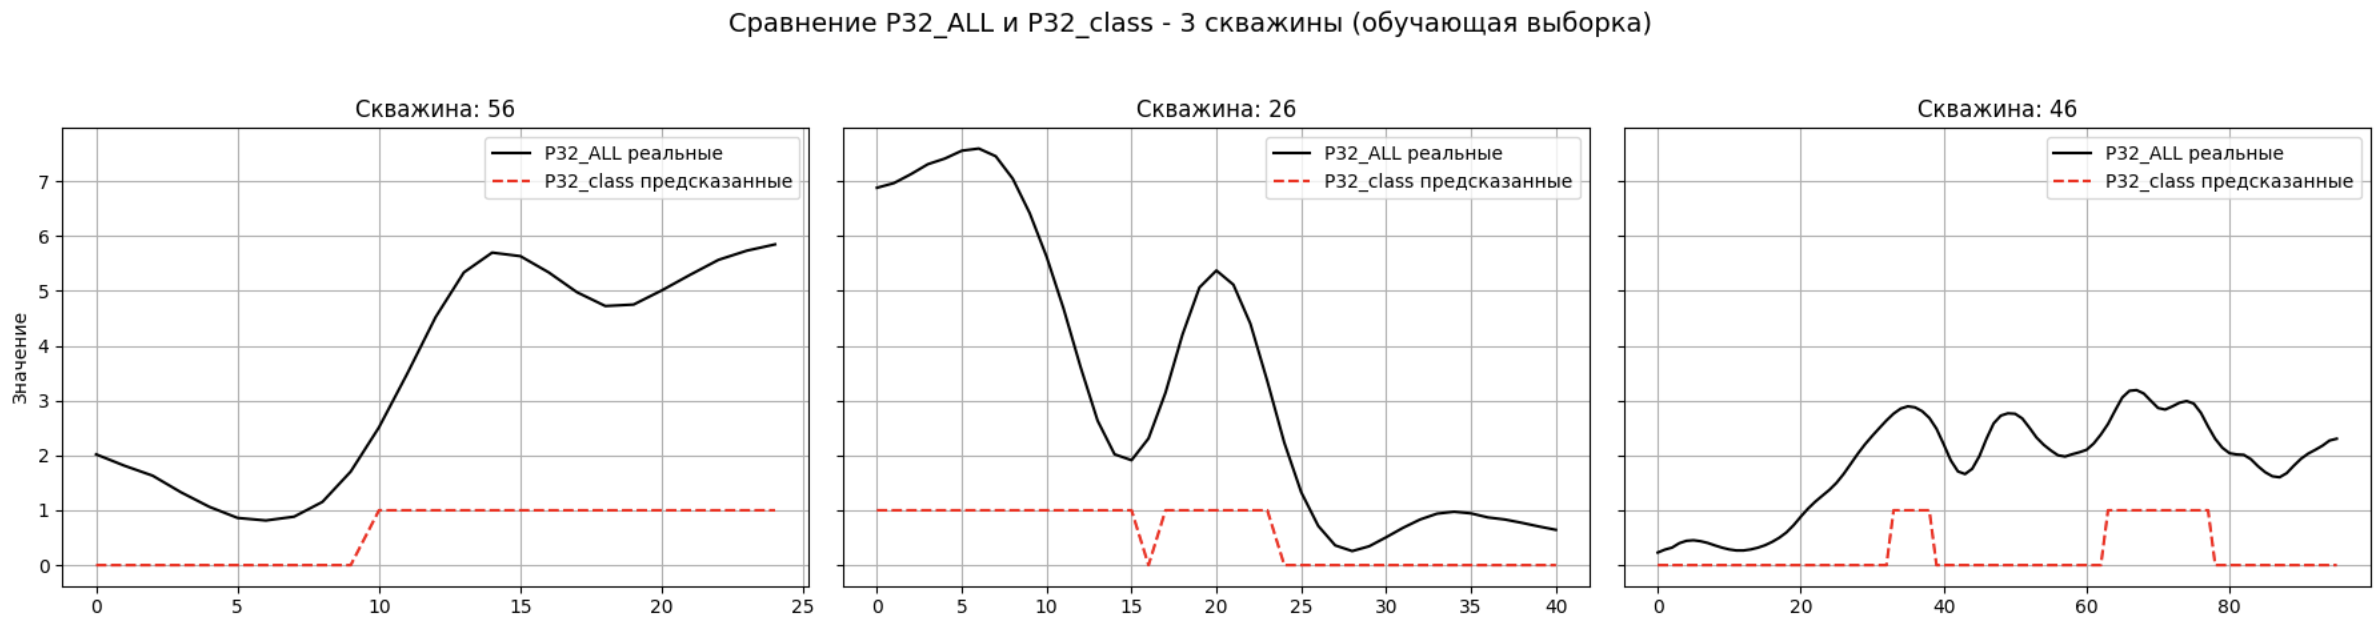 Сравнение P32_ALL и P32_class - 3 скважины (обучающая выборка)
Скважина: 56
P32_ALL реальные
P32_class предсказанные
Значение
7
6
5
4
3
2
1
0
0 5 10 15 20 25
Скважина: 26
P32_ALL реальные
P32_class предсказанные
0 5 10 15 20 25 30 35 40
Скважина: 46
P32_ALL реальные
P32_class предсказанные
0 20 40 60 80